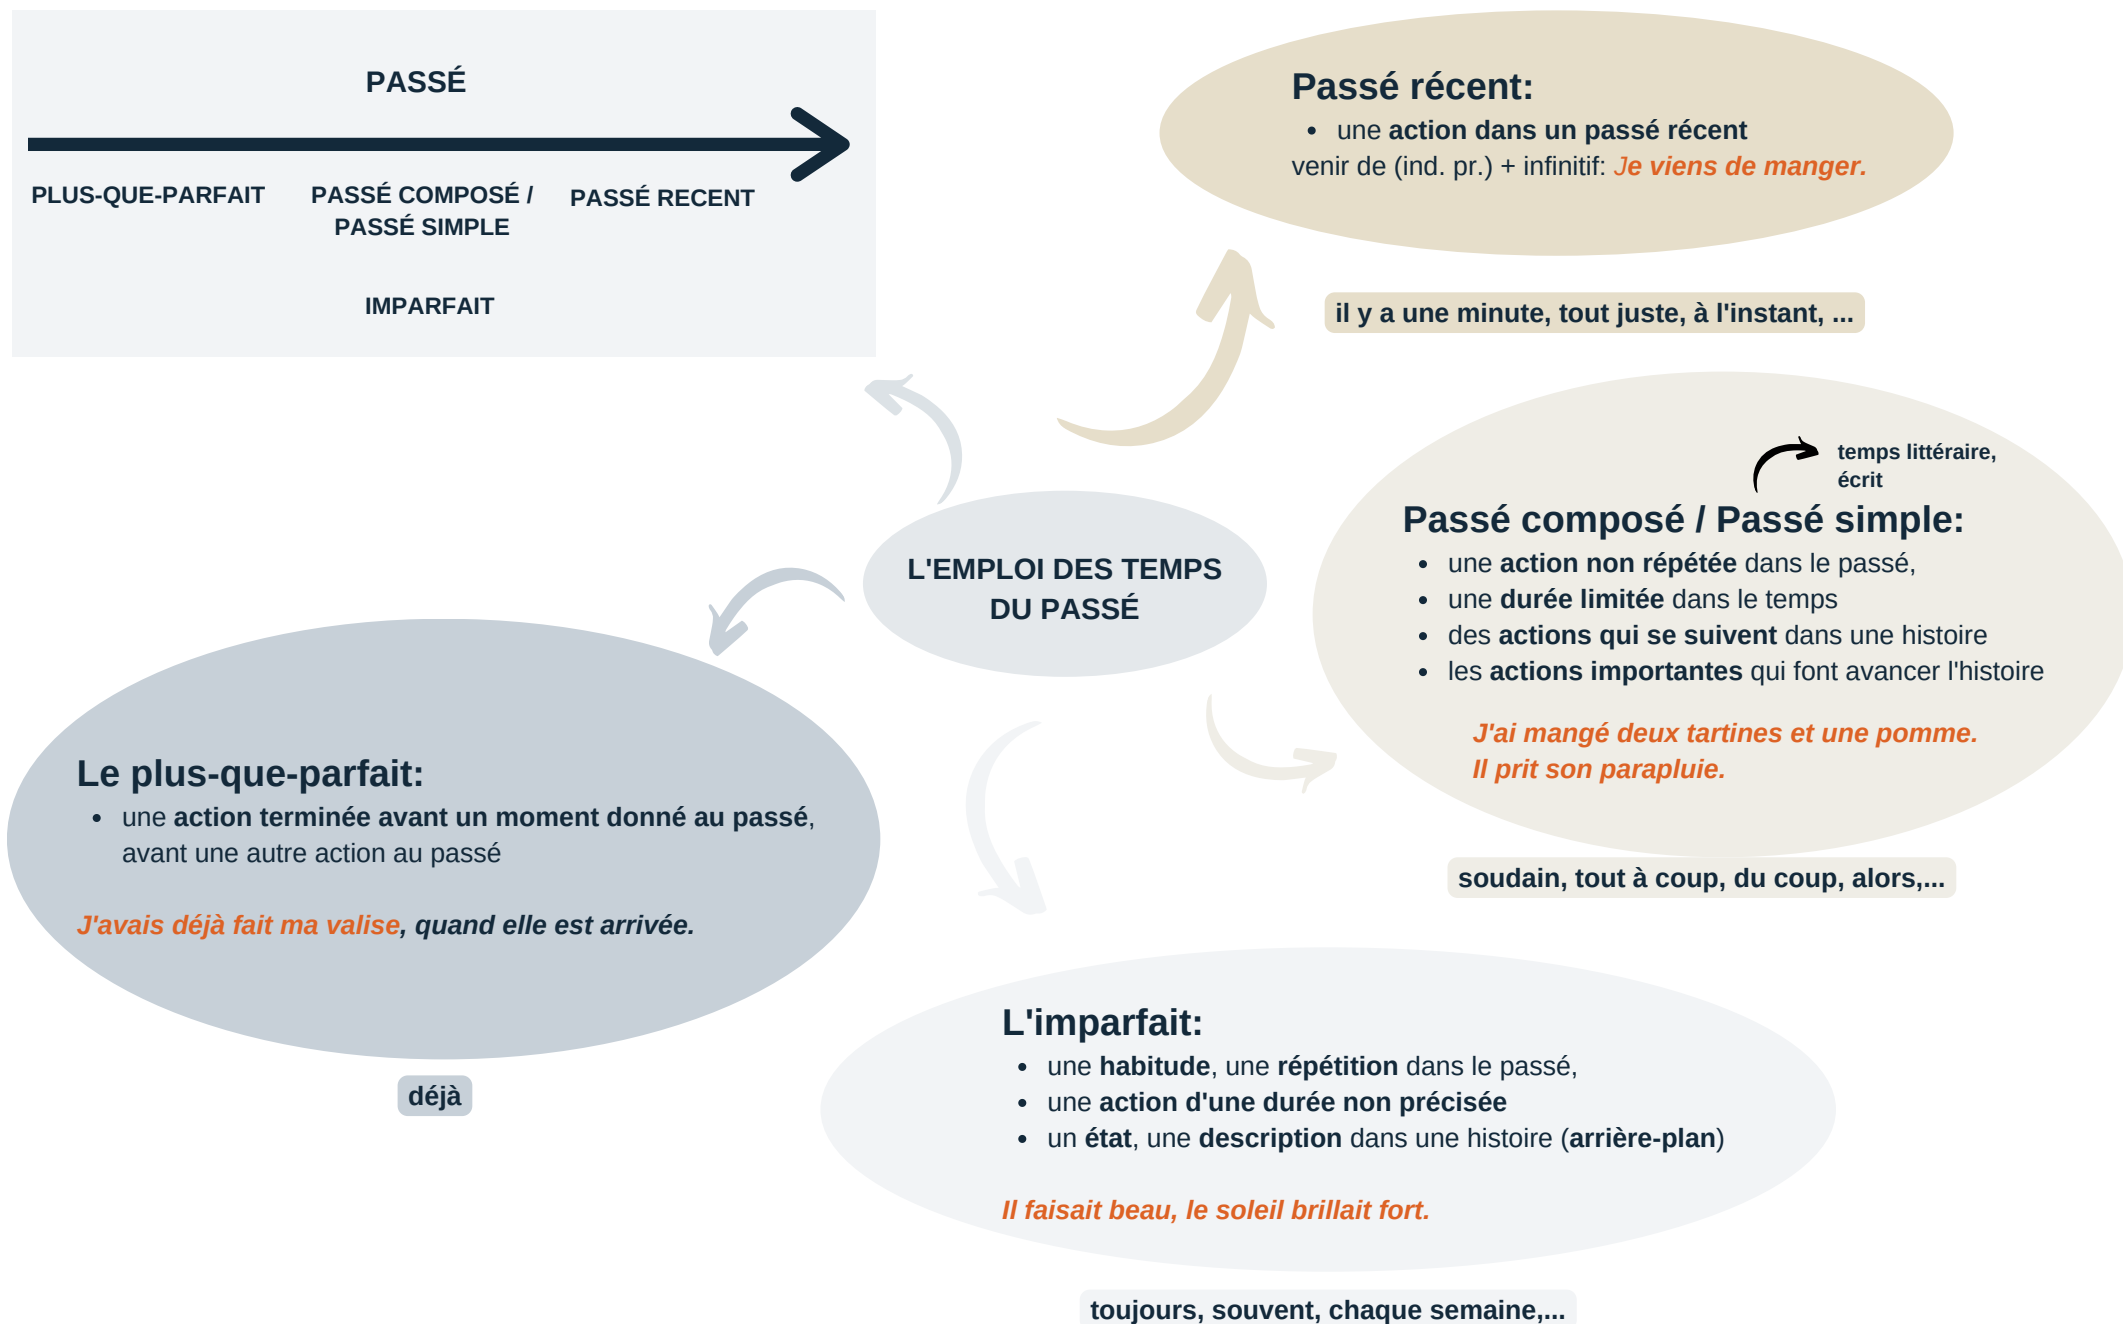 PASSÉ
PLUS-QUE-PARFAIT
PASSÉ COMPOSÉ /
PASSÉ SIMPLE
PASSÉ RECENT
IMPARFAIT
Passé récent:
• une action dans un passé récent
venir de (ind. pr.) + infinitif: Je viens de manger.
il y a une minute, tout juste, à l'instant, ...
temps littéraire,
écrit
Passé composé / Passé simple:
• une action non répétée dans le passé,
• une durée limitée dans le temps
• des actions qui se suivent dans une histoire
• les actions importantes qui font avancer l'histoire
J'ai mangé deux tartines et une pomme.
Il prit son parapluie.
soudain, tout à coup, du coup, alors,...
L'EMPLOI DES TEMPS
DU PASSÉ
Le plus-que-parfait:
• une action terminée avant un moment donné au passé,
avant une autre action au passé
J'avais déjà fait ma valise, quand elle est arrivée.
déjà
L'imparfait:
• une habitude, une répétition dans le passé,
• une action d'une durée non précisée
• un état, une description dans une histoire (arrière-plan)
Il faisait beau, le soleil brillait fort.
toujours, souvent, chaque semaine,...